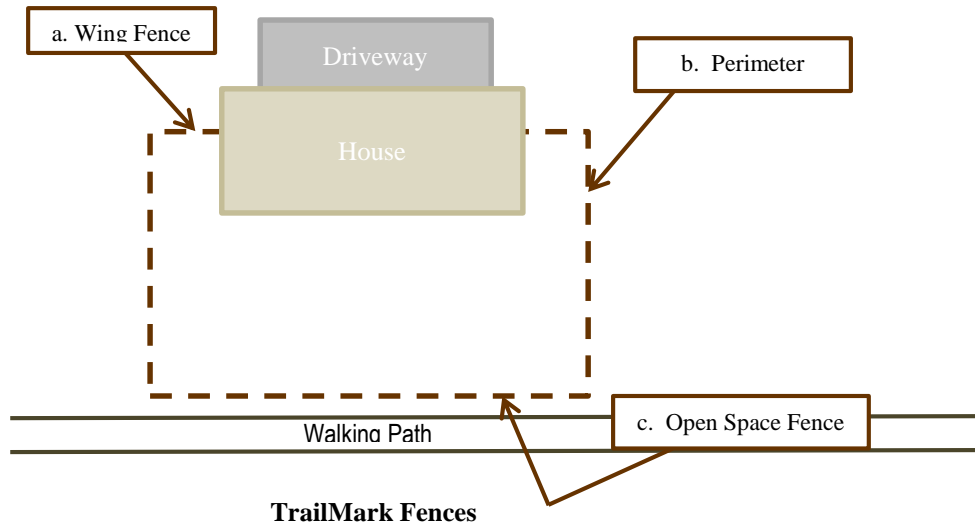 a. Wing Fence
Driveway
b. Perimeter
House
c. Open Space Fence
Walking Path
TrailMark Fences